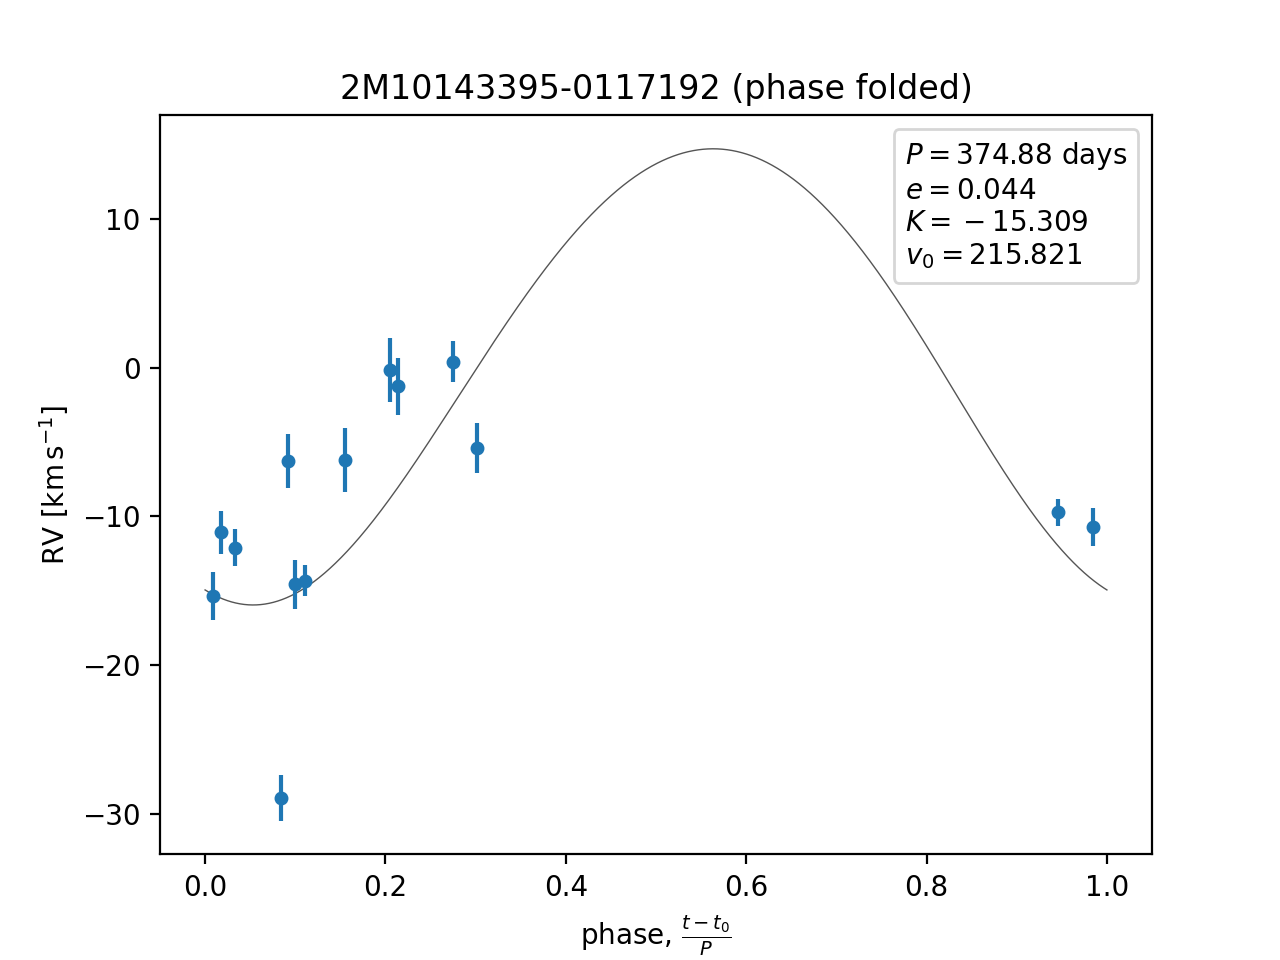 2M10143395-0117192 (phase folded)
P = 374.88 days
e = 0.044
K = −15.309
v₀ = 215.821
RV [km s⁻¹]
10
0
−10
−20
−30
0.0 0.2 0.4 0.6 0.8 1.0
phase, (t − t₀)/P